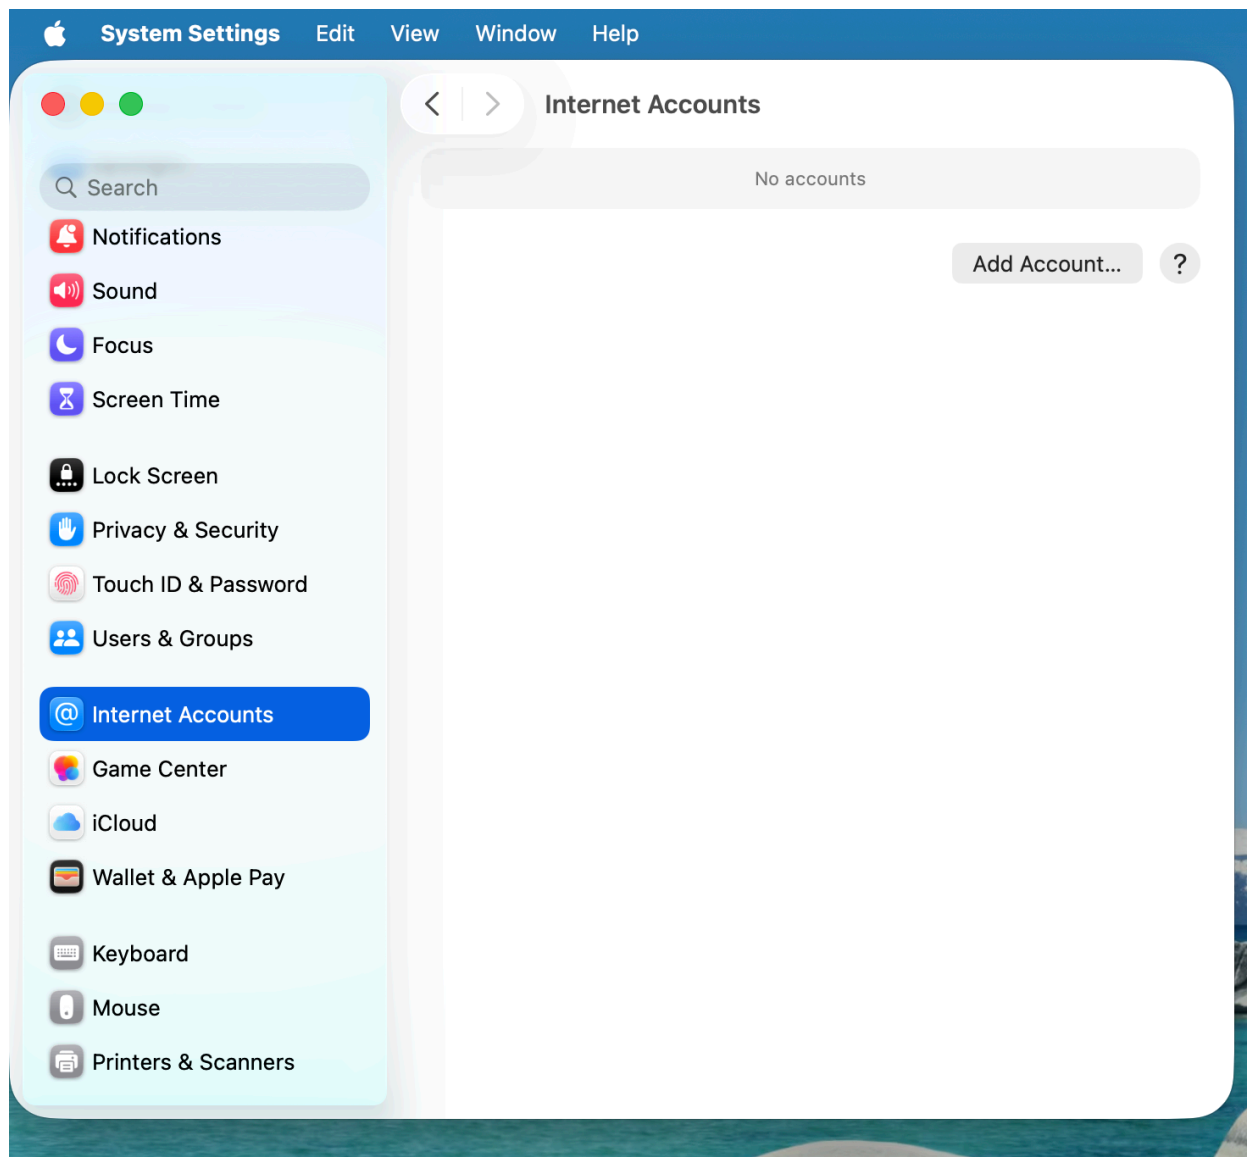 System Settings Edit View Window Help
Internet Accounts
Search
Notifications
Sound
Focus
Screen Time
Lock Screen
Privacy & Security
Touch ID & Password
Users & Groups
Internet Accounts
Game Center
iCloud
Wallet & Apple Pay
Keyboard
Mouse
Printers & Scanners
No accounts
Add Account... ?